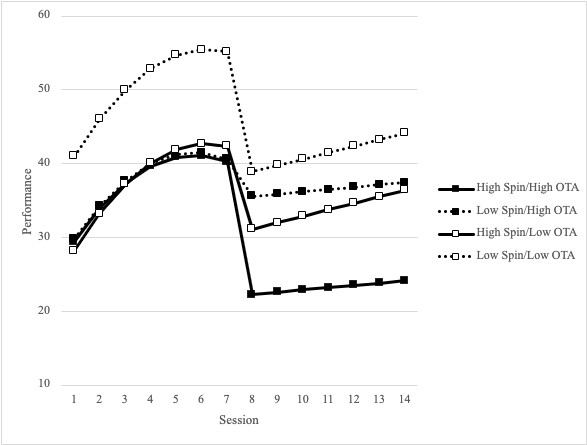 60
50
40
30
20
10
Performance
1 2 3 4 5 6 7 8 9 10 11 12 13 14
Session
High Spin/High OTA
Low Spin/High OTA
High Spin/Low OTA
Low Spin/Low OTA